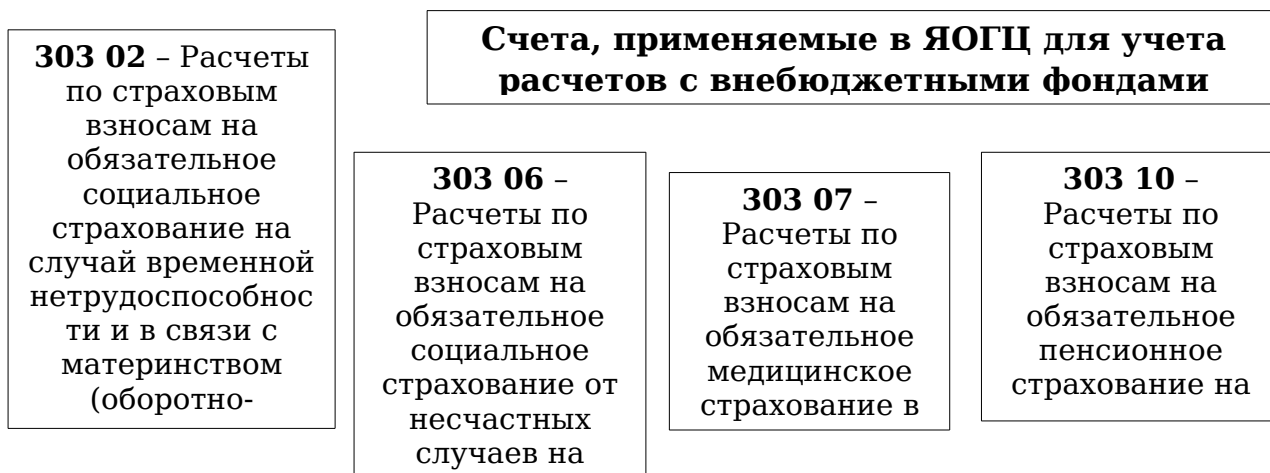 Счета, применяемые в ЯОГЦ для учета
расчетов с внебюджетными фондами
303 02 – Расчеты
по страховым
взносам на
обязательное
социальное
страхование на
случай временной
нетрудоспособнос
ти и в связи с
материнством
(оборотно-
303 06 –
Расчеты по
страховым
взносам на
обязательное
социальное
страхование от
несчастных
случаев на
303 07 –
Расчеты по
страховым
взносам на
обязательное
медицинское
страхование в
303 10 –
Расчеты по
страховым
взносам на
обязательное
пенсионное
страхование на